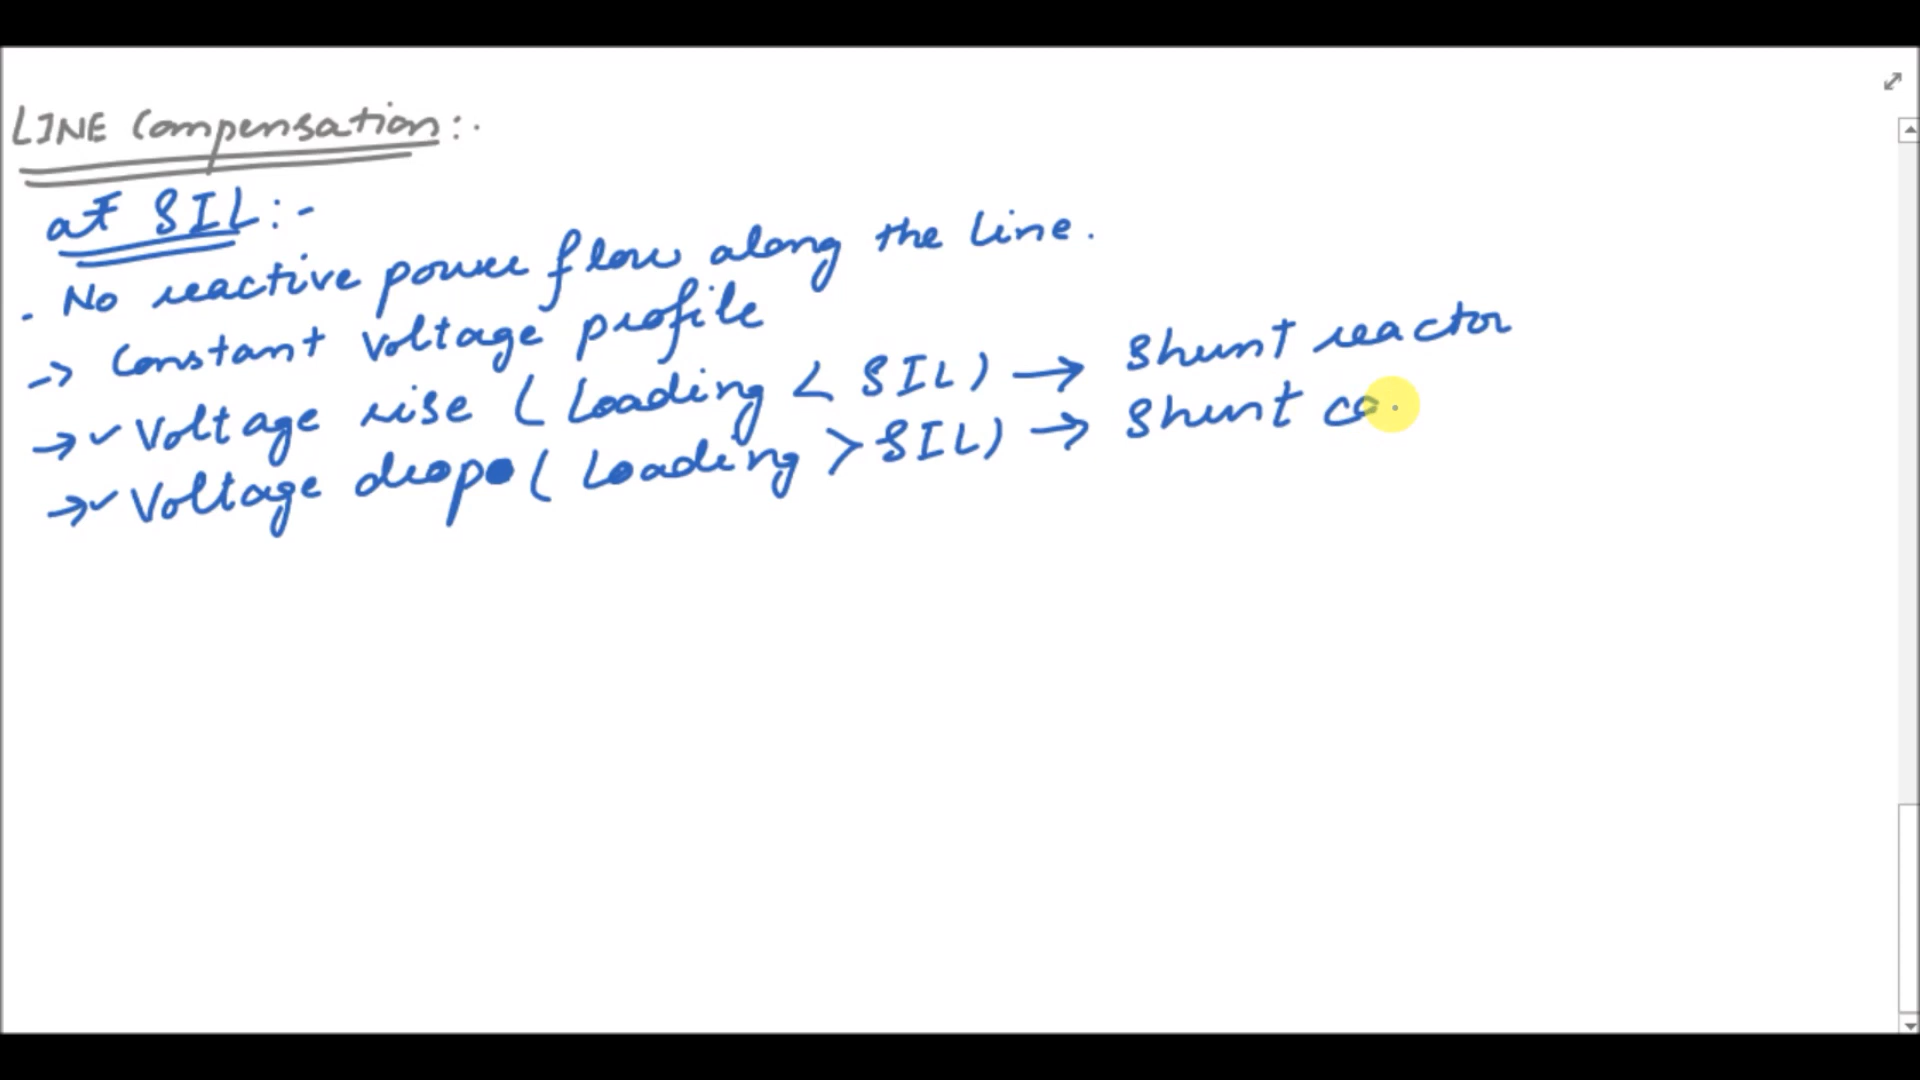 LINE Compensation:-
at SIL:-
- No reactive power flow along the line.
-> Constant voltage profile
→ ✓ Voltage rise ( Loading < SIL) → Shunt reactor
→ ✓ Voltage drop ( Loading > SIL) → Shunt ca